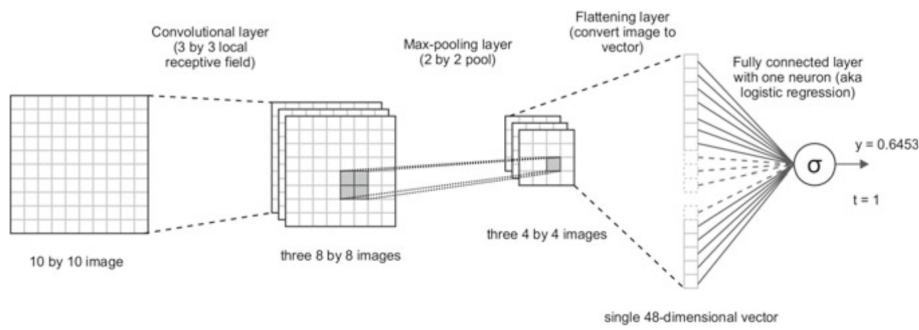 Convolutional layer
(3 by 3 local
receptive field)
Max-pooling layer
(2 by 2 pool)
Flattening layer
(convert image to
vector)
Fully connected layer
with one neuron (aka
logistic regression)
y = 0.6453
σ
t = 1
10 by 10 image
three 8 by 8 images
three 4 by 4 images
single 48-dimensional vector